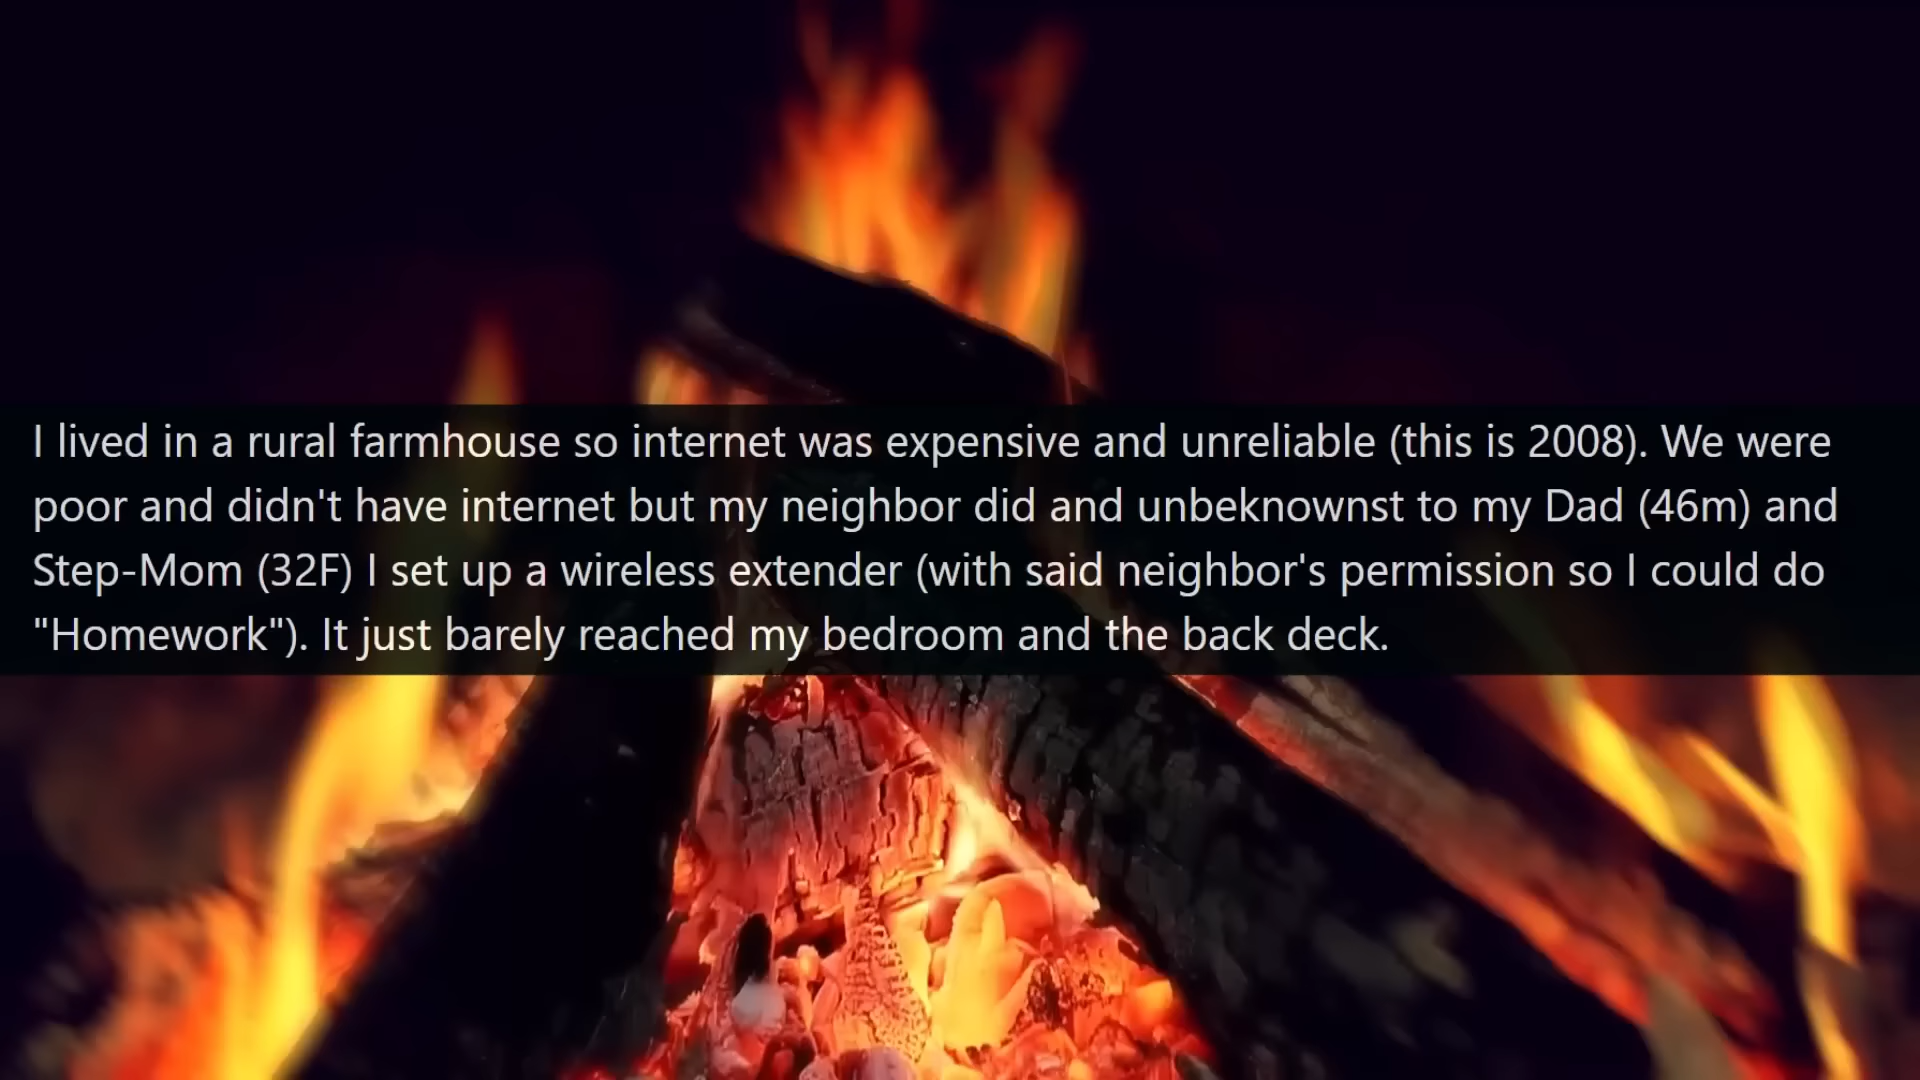 I lived in a rural farmhouse so internet was expensive and unreliable (this is 2008). We were
poor and didn't have internet but my neighbor did and unbeknownst to my Dad (46m) and
Step-Mom (32F) I set up a wireless extender (with said neighbor's permission so I could do
"Homework"). It just barely reached my bedroom and the back deck.